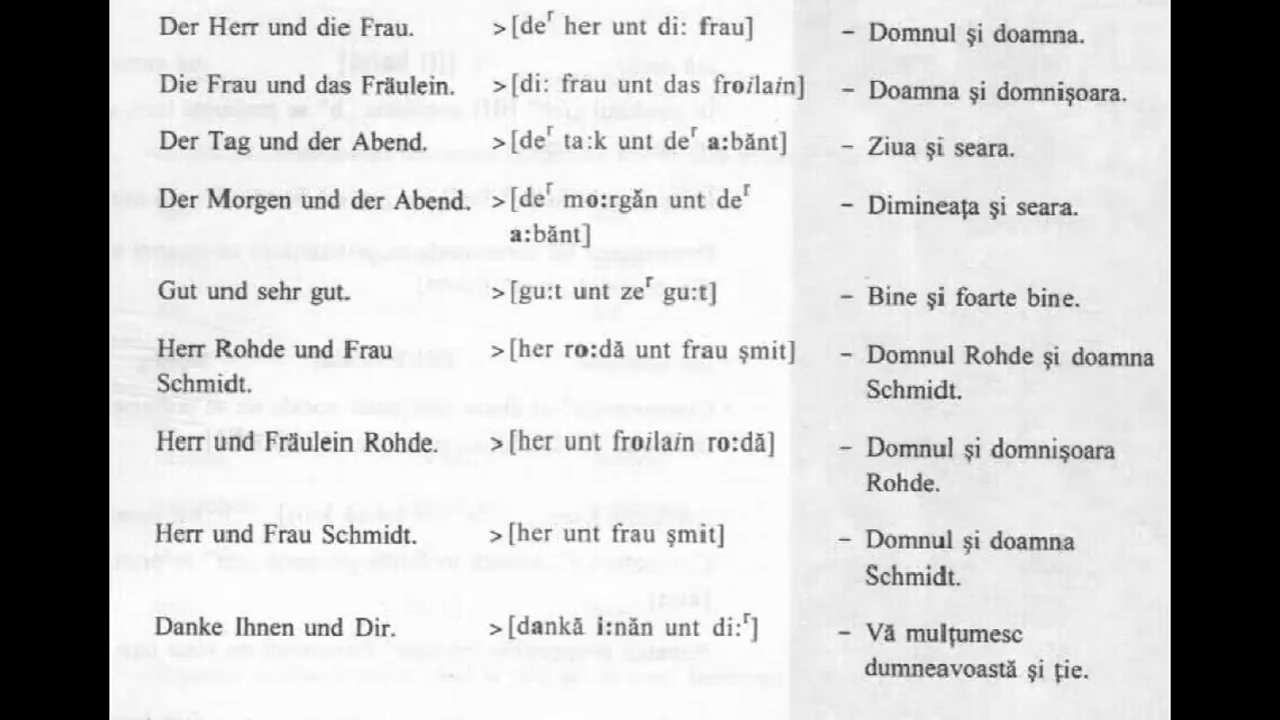 Der Herr und die Frau. >[deʳ her unt di: frau] – Domnul şi doamna.
Die Frau und das Fräulein. >[di: frau unt das froilain] – Doamna şi domnişoara.
Der Tag und der Abend. >[deʳ ta:k unt deʳ a:bănt] – Ziua şi seara.
Der Morgen und der Abend. >[deʳ mo:rgăn unt deʳ – Dimineaţa şi seara.
a:bănt]
Gut und sehr gut. >[gu:t unt zeʳ gu:t] – Bine şi foarte bine.
Herr Rohde und Frau >[her ro:dă unt frau şmit] – Domnul Rohde şi doamna
Schmidt. Schmidt.
Herr und Fräulein Rohde. >[her unt froilain ro:dă] – Domnul şi domnişoara
Rohde.
Herr und Frau Schmidt. >[her unt frau şmit] – Domnul şi doamna
Schmidt.
Danke Ihnen und Dir. >[dankă i:năn unt di:ʳ] – Vă mulţumesc
dumneavoastă şi ţie.